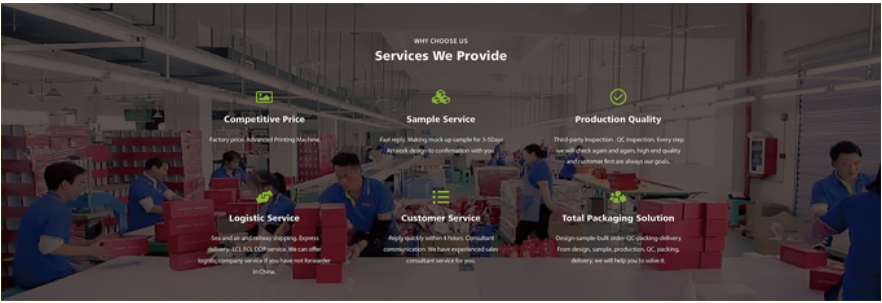 WHY CHOOSE US
Services We Provide
Competitive Price
Factory price. Advanced Printing Machine.
Sample Service
Fast reply. Making mock up sample for 3-5Days
Artwork design to confirmation with you.
Production Quality
Third-party Inspection. QC inspection. Every step
we will check again and again, high end quality
and customer first are always our goals.
Logistic Service
Sea and air and railway shipping. Express
delivery, LCL FCL DDP service. We can offer
logistic company service if you have not forwarder
in China.
Customer Service
Reply quickly within 4 hours. Consultant
communication. We have experienced sales
consultant service for you.
Total Packaging Solution
Design-sample-bulk order-QC-packing-delivery.
From design, sample, production, QC, packing,
delivery, we will help you to solve it.